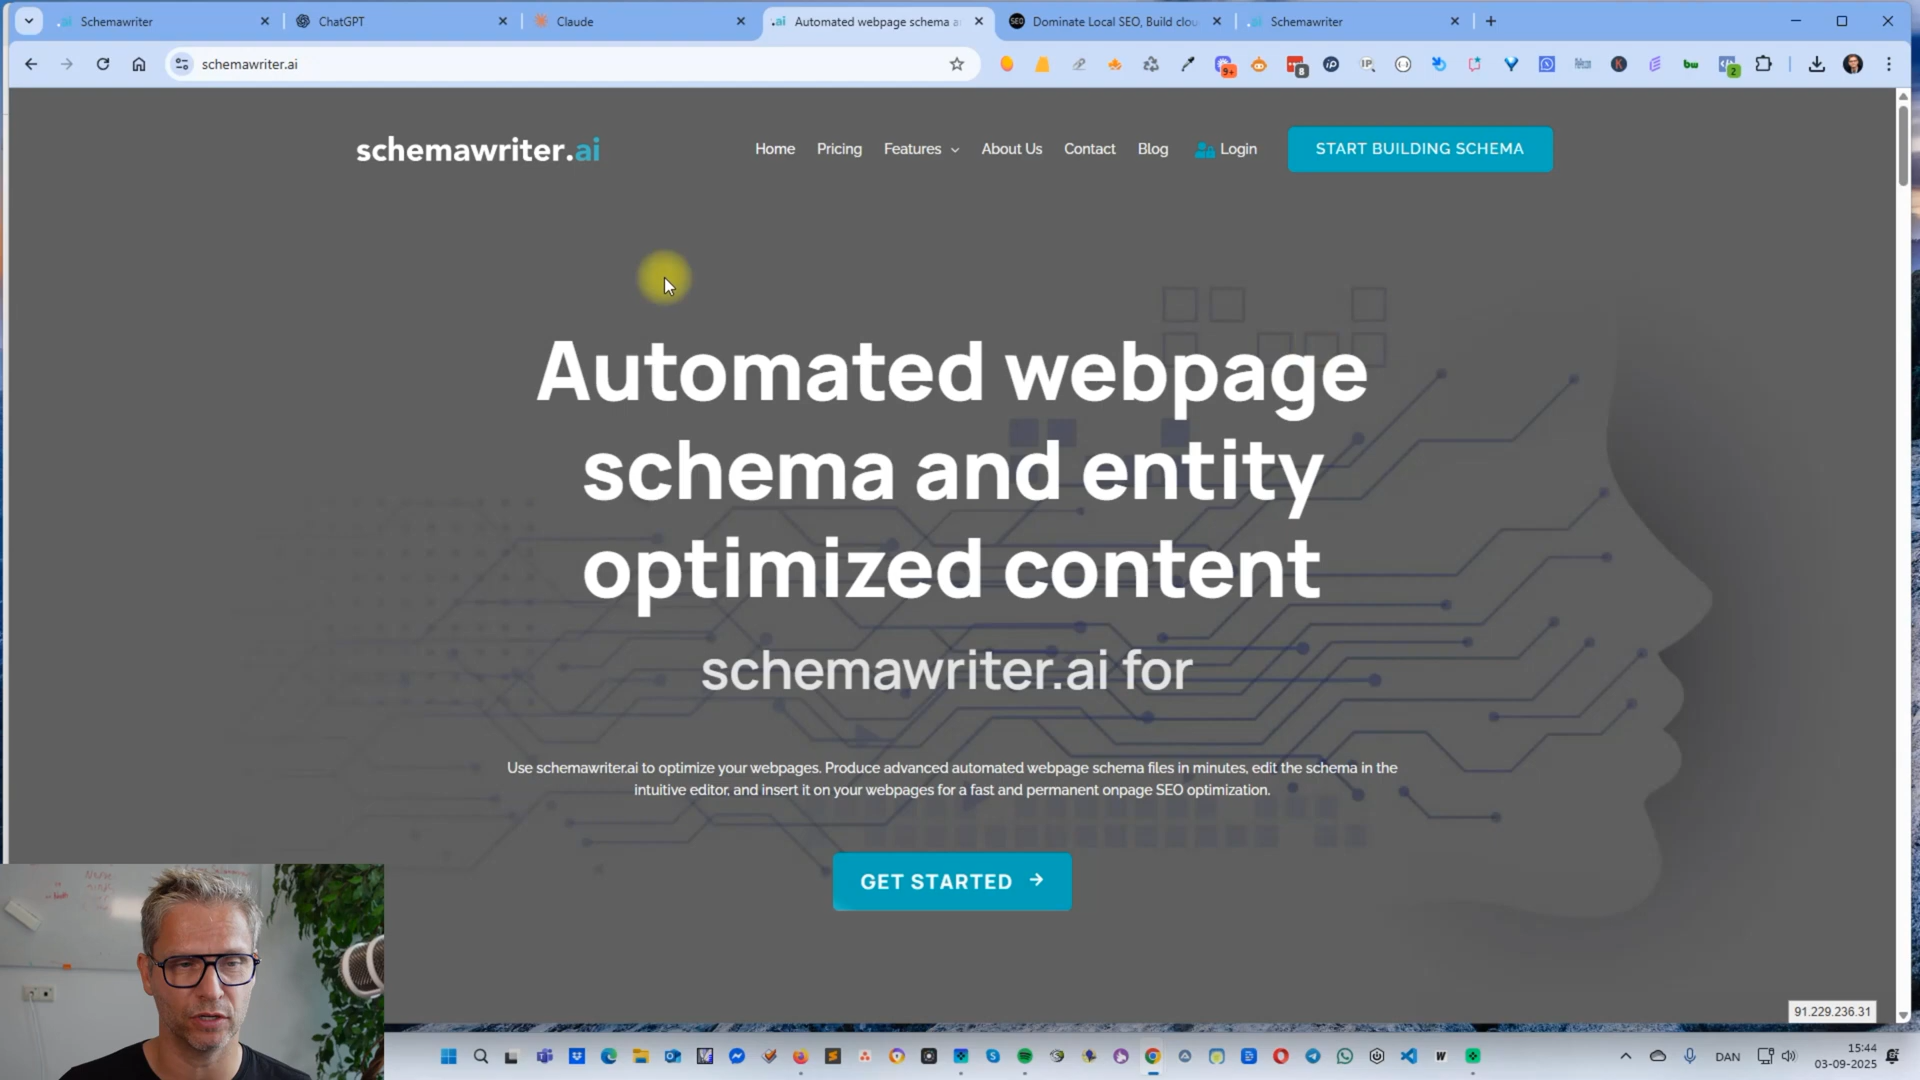 Schemawriter
ChatGPT
Claude
Automated webpage schema a
Dominate Local SEO, Build clou
Schemawriter
schemawriter.ai
schemawriter.ai
Home
Pricing
Features
About Us
Contact
Blog
Login
START BUILDING SCHEMA
Automated webpage
schema and entity
optimized content
schemawriter.ai for
Use schemawriter.ai to optimize your webpages. Produce advanced automated webpage schema files in minutes, edit the schema in the
intuitive editor, and insert it on your webpages for a fast and permanent onpage SEO optimization.
GET STARTED
91.229.236.31
DAN
15:44
03-09-2025